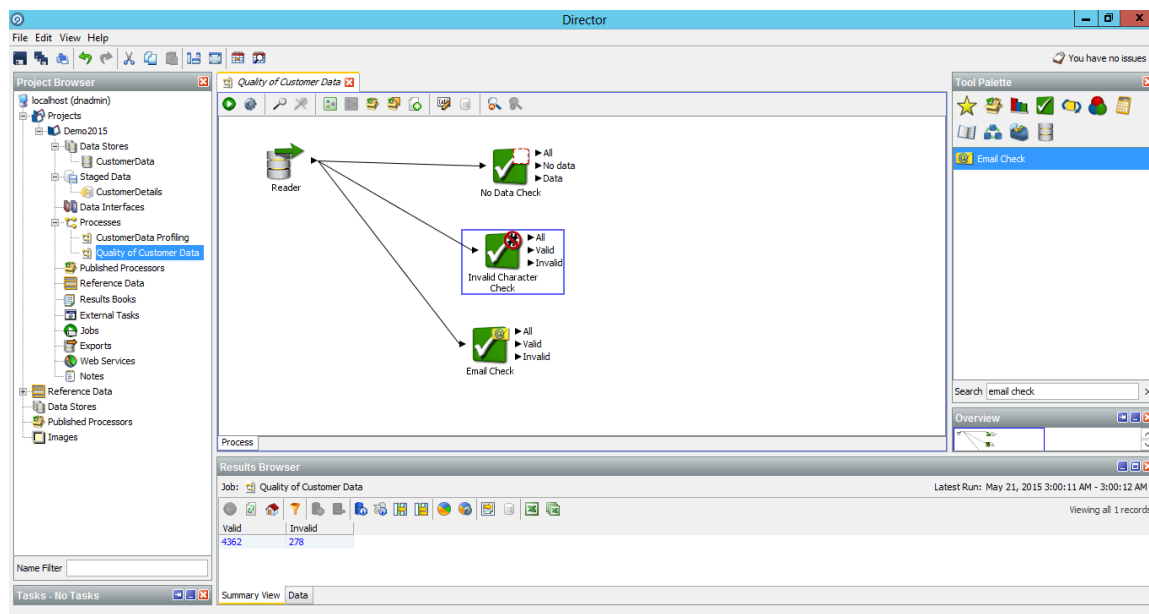 Director
File Edit View Help
You have no issues
Project Browser
localhost (dnadmin)
Projects
Demo2015
Data Stores
CustomerData
Staged Data
CustomerDetails
Data Interfaces
Processes
CustomerData Profiling
Quality of Customer Data
Published Processors
Reference Data
Results Books
External Tasks
Jobs
Exports
Web Services
Notes
Reference Data
Data Stores
Published Processors
Images
Name Filter
Tasks - No Tasks
Quality of Customer Data
Reader
All
No data
Data
No Data Check
All
Valid
Invalid
Invalid Character
Check
All
Valid
Invalid
Email Check
Process
Tool Palette
Email Check
Search email check
Overview
Results Browser
Job: Quality of Customer Data
Latest Run: May 21, 2015 3:00:11 AM - 3:00:12 AM
Viewing all 1 records
Valid Invalid
4362 278
Summary View Data